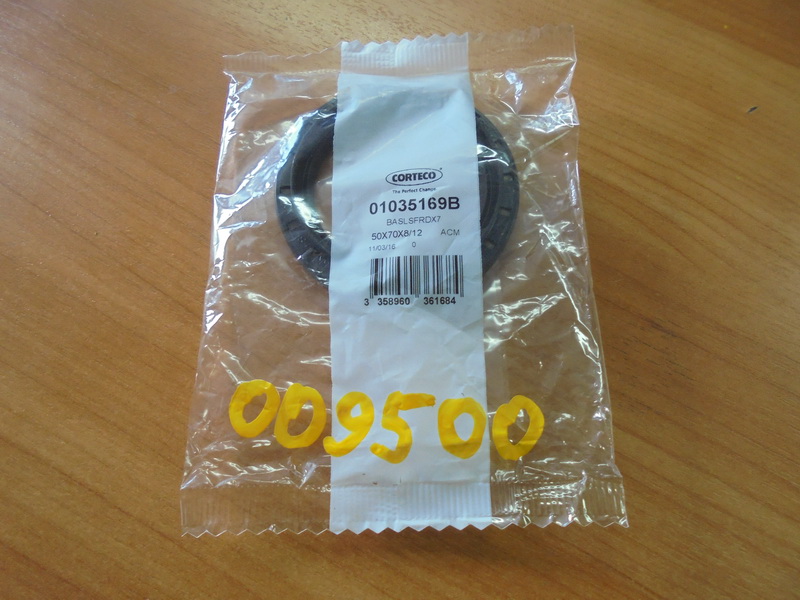 CORTECO
The Perfect Change
01035169B
BASLSFRDX7
50X70X8/12 ACM
11/03/16 0
3 358960 361684
009500